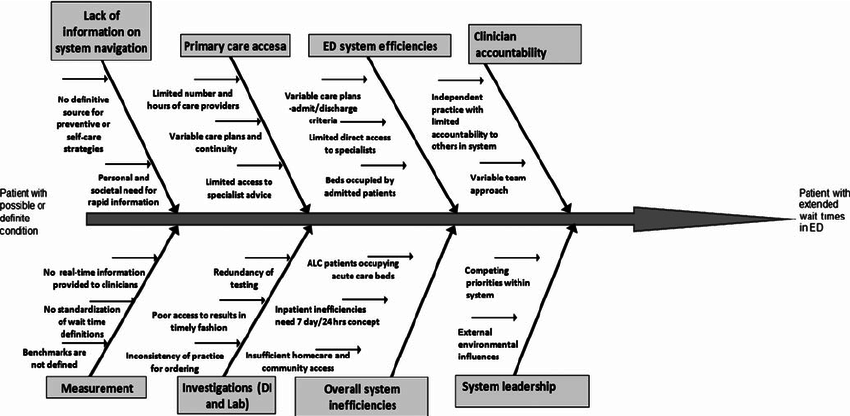 Lack of
information on
system navigation
Primary care accesa
ED system efficiencies
Clinician
accountability
No definitive
source for
preventive or
self-care
strategies
Personal and
societal need for
rapid information
Limited number and
hours of care providers
Variable care plans and
continuity
Limited access to
specialist advice
Variable care plans
-admit/discharge
criteria
Limited direct access
to specialists
Beds occupied by
admitted patients
Independent
practice with
limited
accountability to
others in system
Variable team
approach
Patient with
possible or
definite
condition
Patient with
extended
wait times
in ED
No real-time information
provided to clinicians
No standardization
of wait time
definitions
Benchmarks are
not defined
Redundancy of
testing
Poor access to results in
timely fashion
Inconsistency of practice
for ordering
ALC patients occupying
acute care beds
Inpatient inefficiencies
need 7 day/24 hrs concept
Insufficient homecare and
community access
Competing
priorities within
system
External
environmental
influences
Measurement
Investigations (DI
and Lab)
Overall system
inefficiencies
System leadership